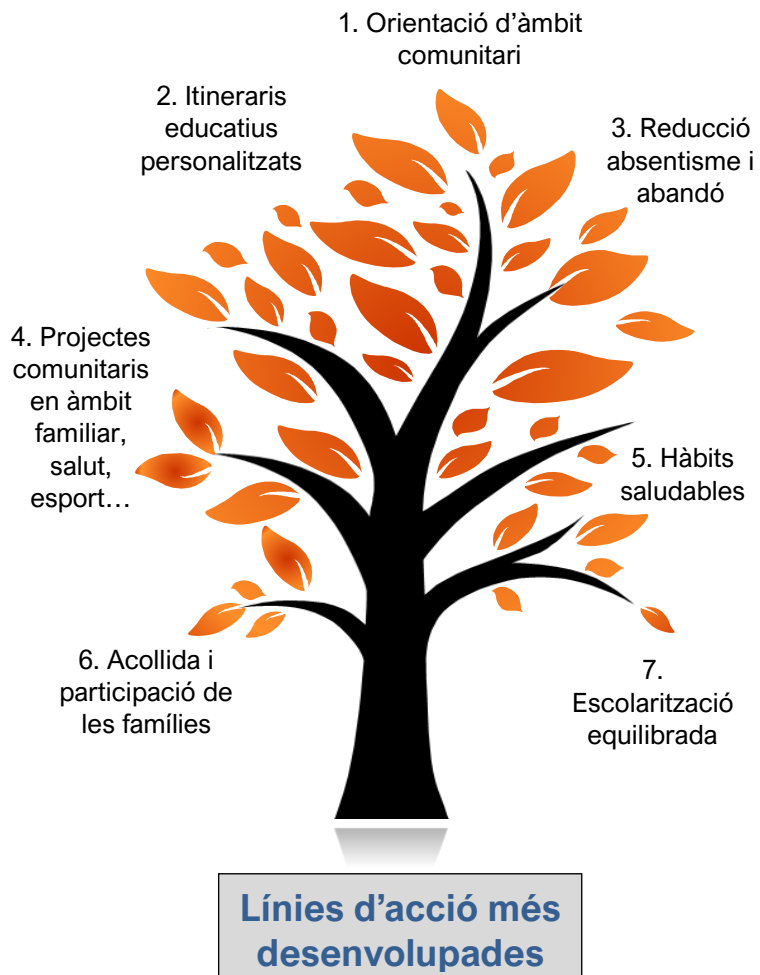 1. Orientació d'àmbit
comunitari
2. Itineraris
educatius
personalitzats
3. Reducció
absentisme i
abandó
4. Projectes
comunitaris
en àmbit
familiar,
salut,
esport…
5. Hàbits
saludables
6. Acollida i
participació de
les famílies
7.
Escolarització
equilibrada
Línies d’acció més
desenvolupades